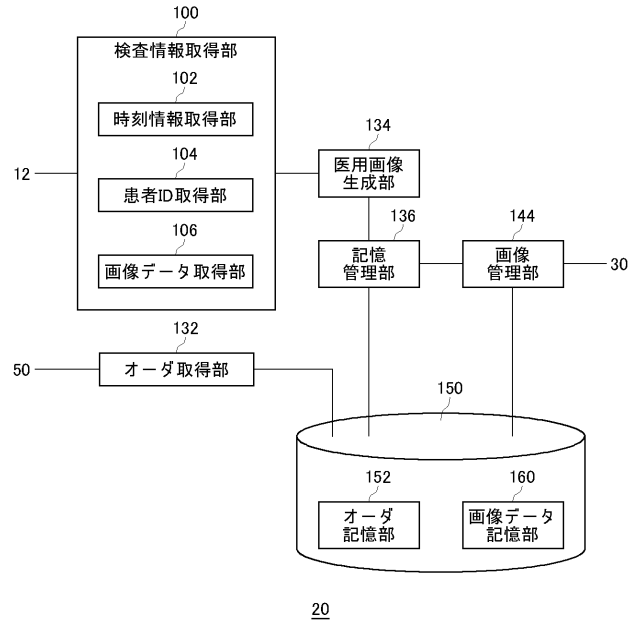 100
検査情報取得部
102
時刻情報取得部
104
患者ID取得部
106
画像データ取得部
12
134
医用画像
生成部
136
記憶
管理部
144
画像
管理部
30
132
オーダ取得部
50
150
152
オーダ
記憶部
160
画像データ
記憶部
20